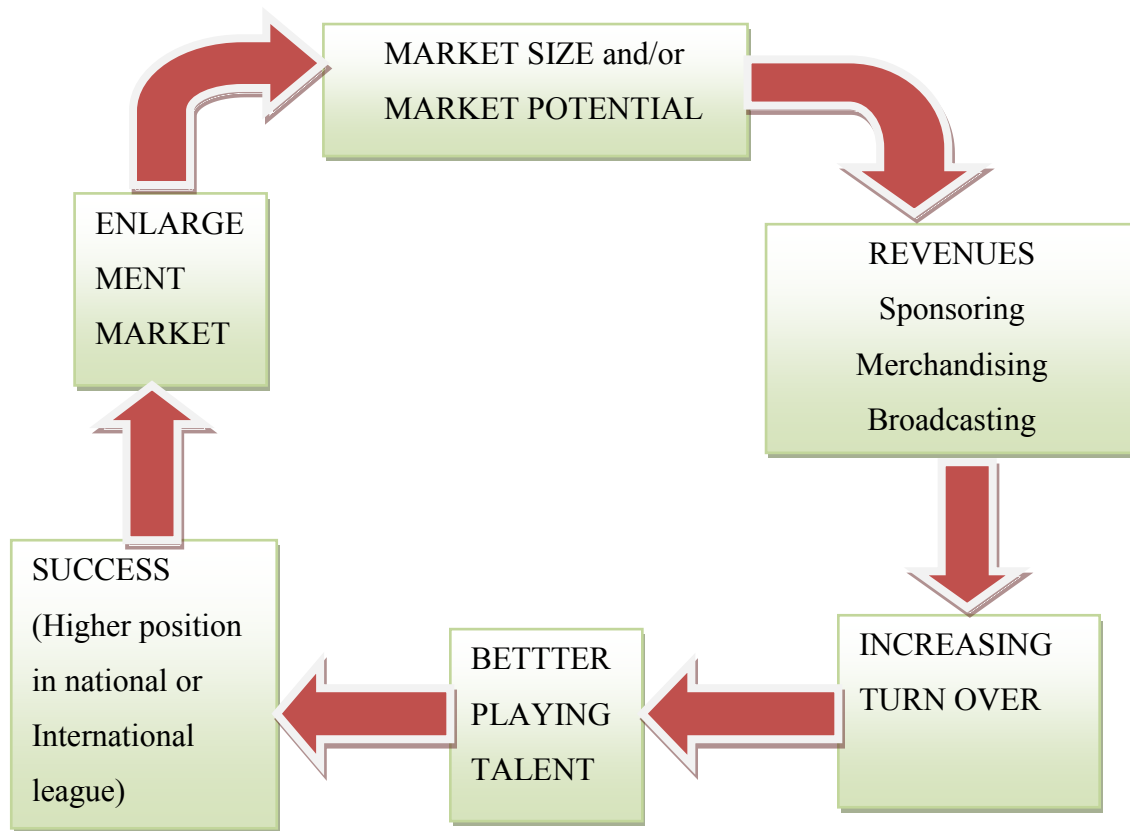 MARKET SIZE and/or
MARKET POTENTIAL
REVENUES
Sponsoring
Merchandising
Broadcasting
INCREASING
TURN OVER
BETTTER
PLAYING
TALENT
SUCCESS
(Higher position
in national or
International
league)
ENLARGE
MENT
MARKET